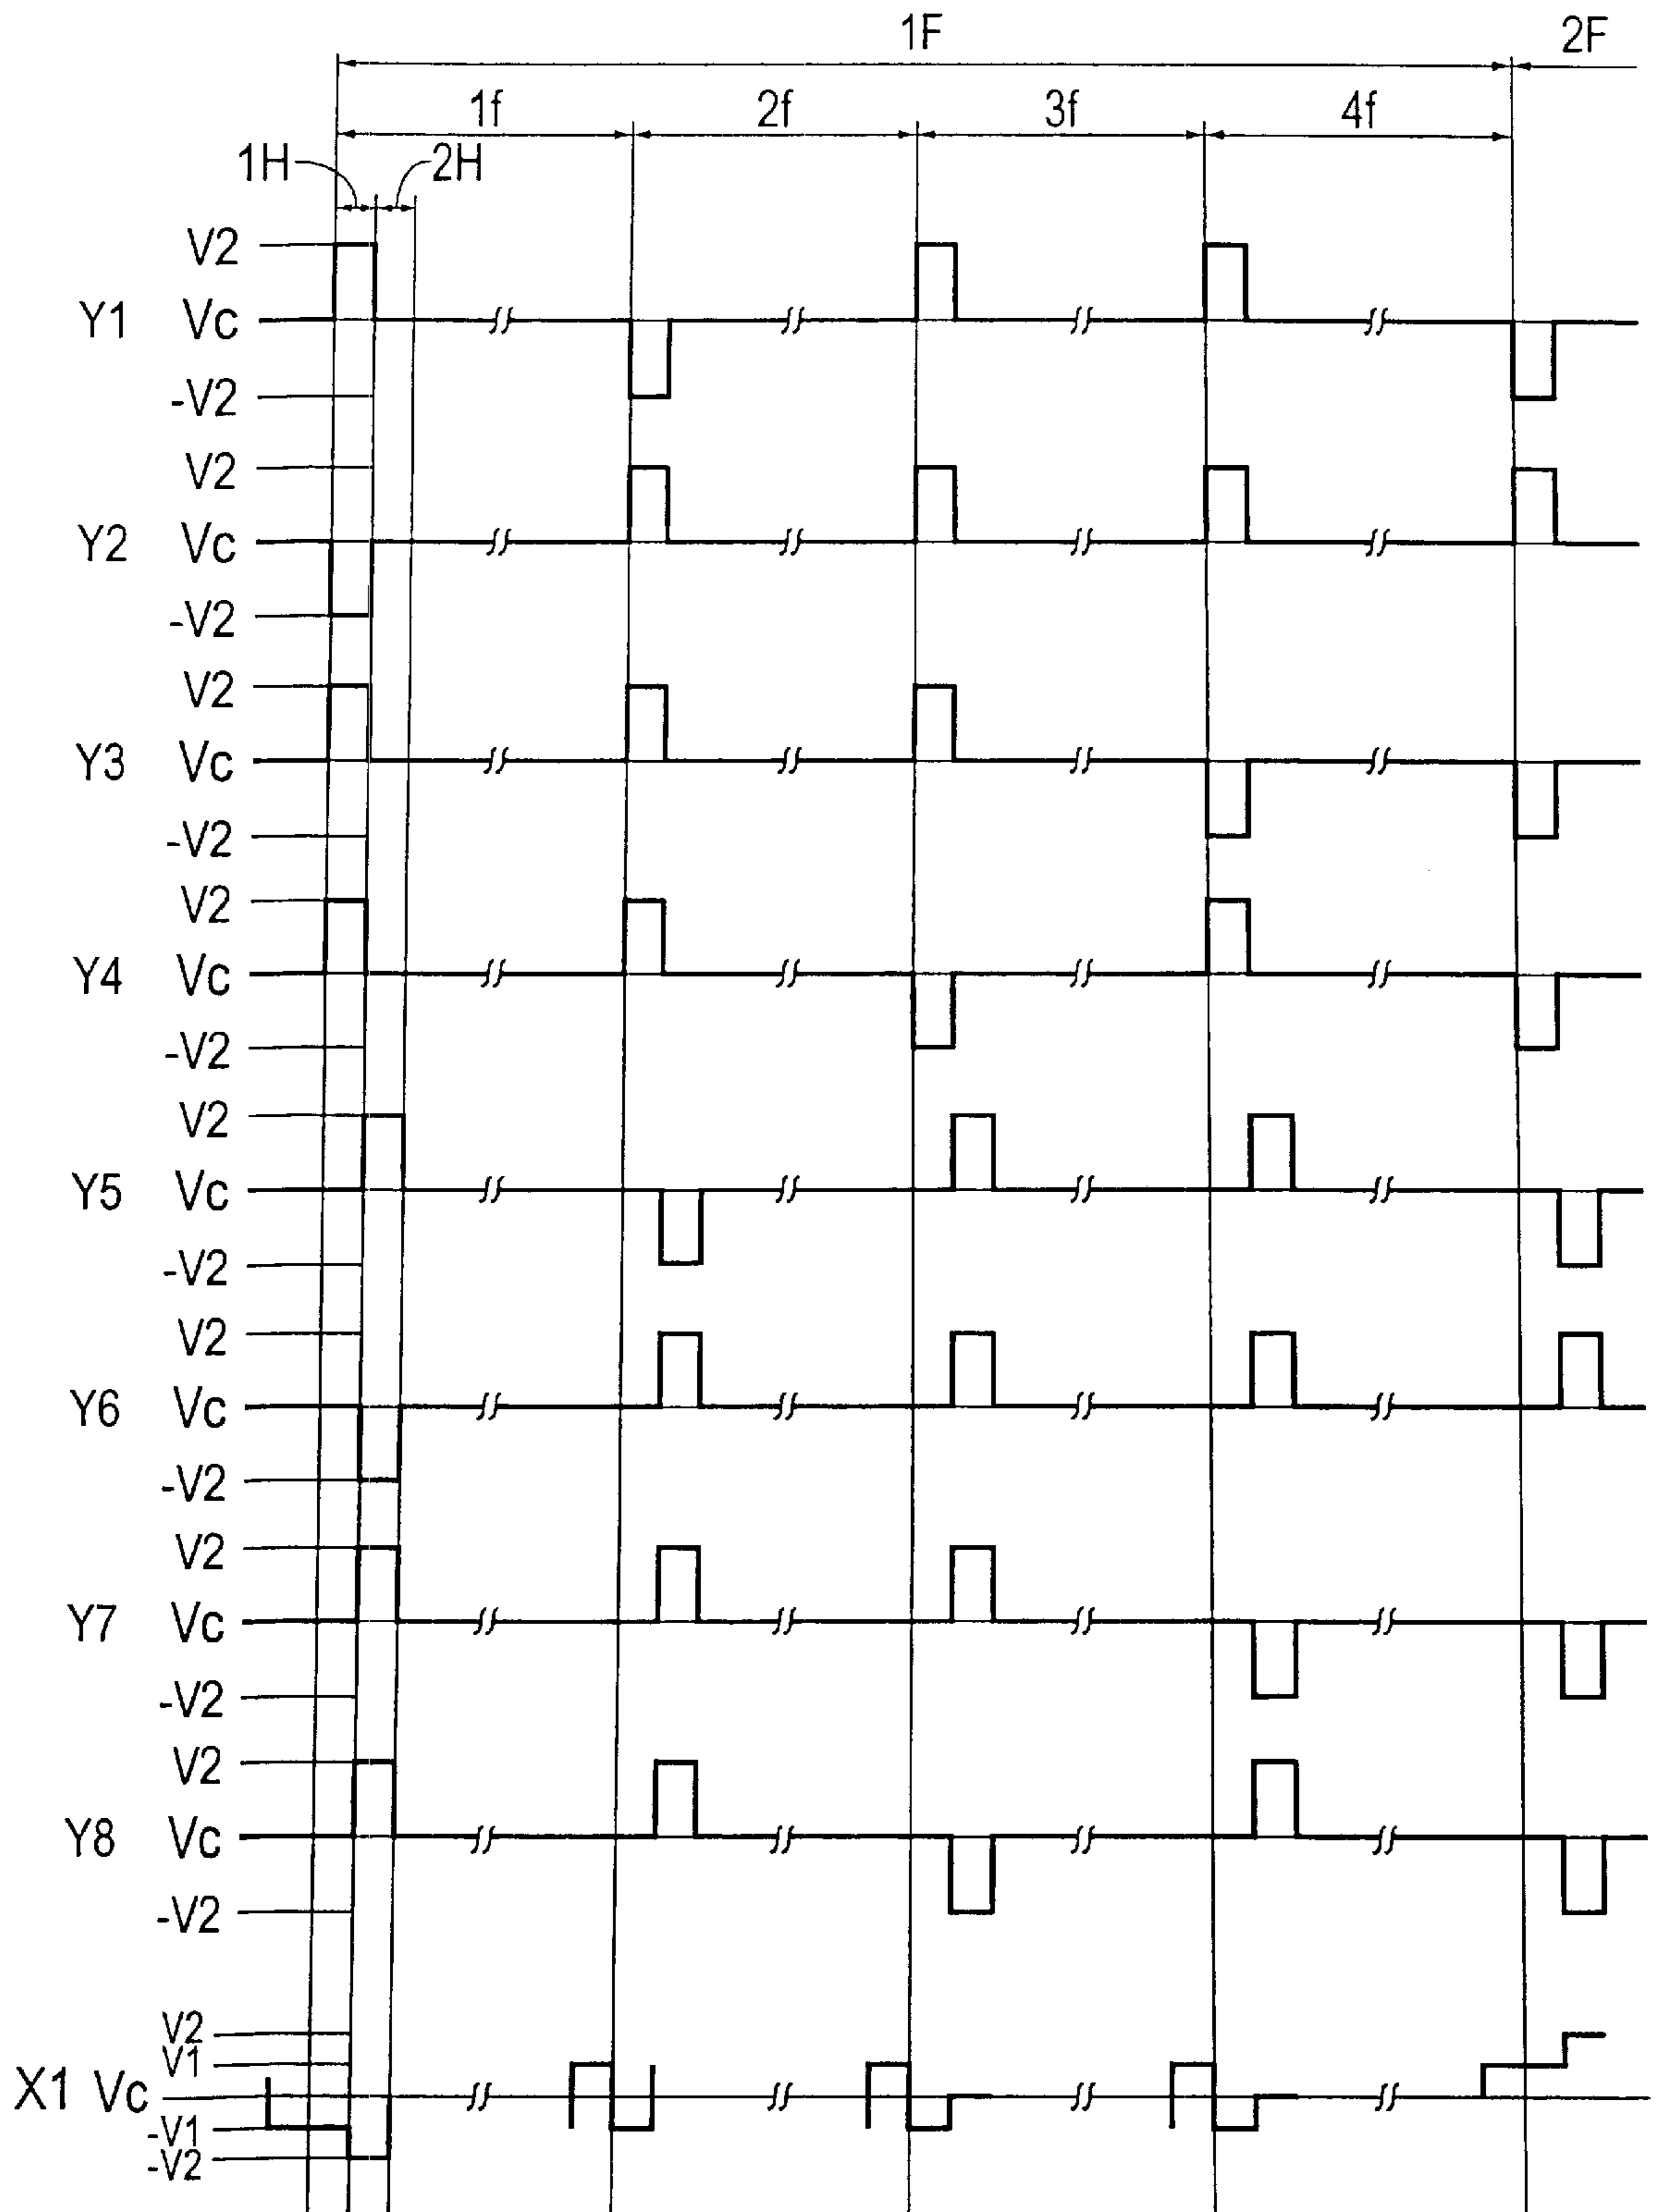 1F 2F
1f 2f 3f 4f
1H 2H
V2
Y1 Vc
-V2
V2
Y2 Vc
-V2
V2
Y3 Vc
-V2
V2
Y4 Vc
-V2
V2
Y5 Vc
-V2
V2
Y6 Vc
-V2
V2
Y7 Vc
-V2
V2
Y8 Vc
-V2
V2
V1
X1 Vc
-V1
-V2